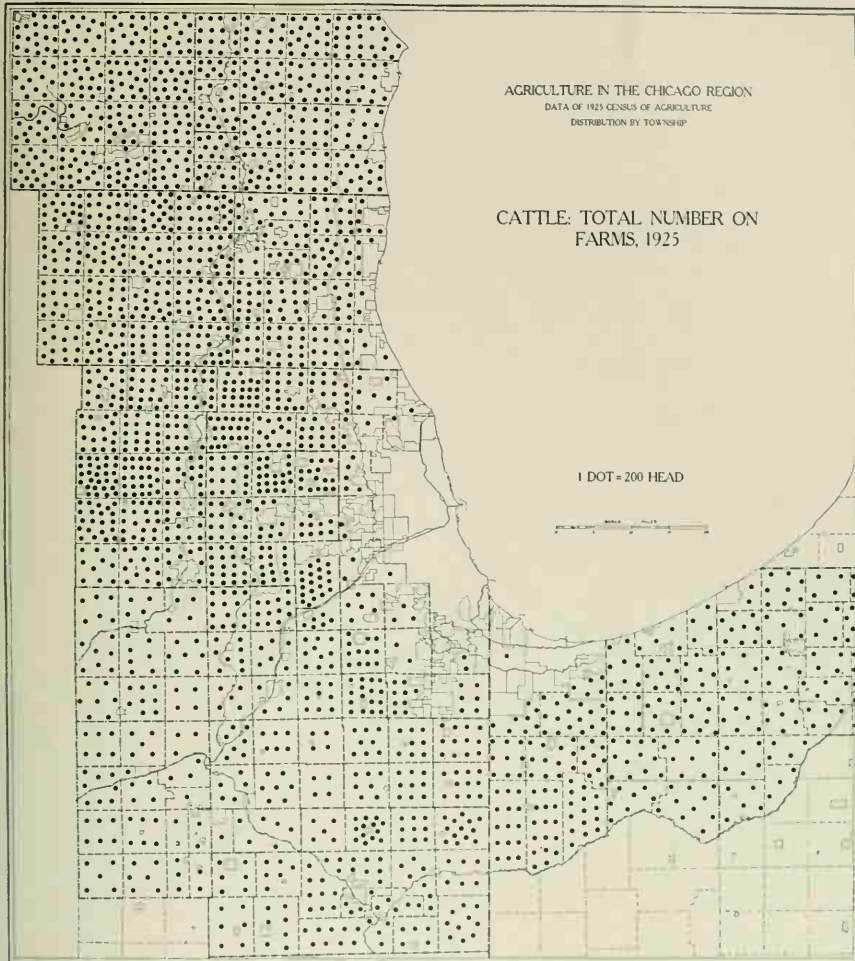 AGRICULTURE IN THE CHICAGO REGION
DATA OF 1925 CENSUS OF AGRICULTURE
DISTRIBUTION BY TOWNSHIP
CATTLE: TOTAL NUMBER ON
FARMS, 1925
1 DOT = 200 HEAD
SCALE